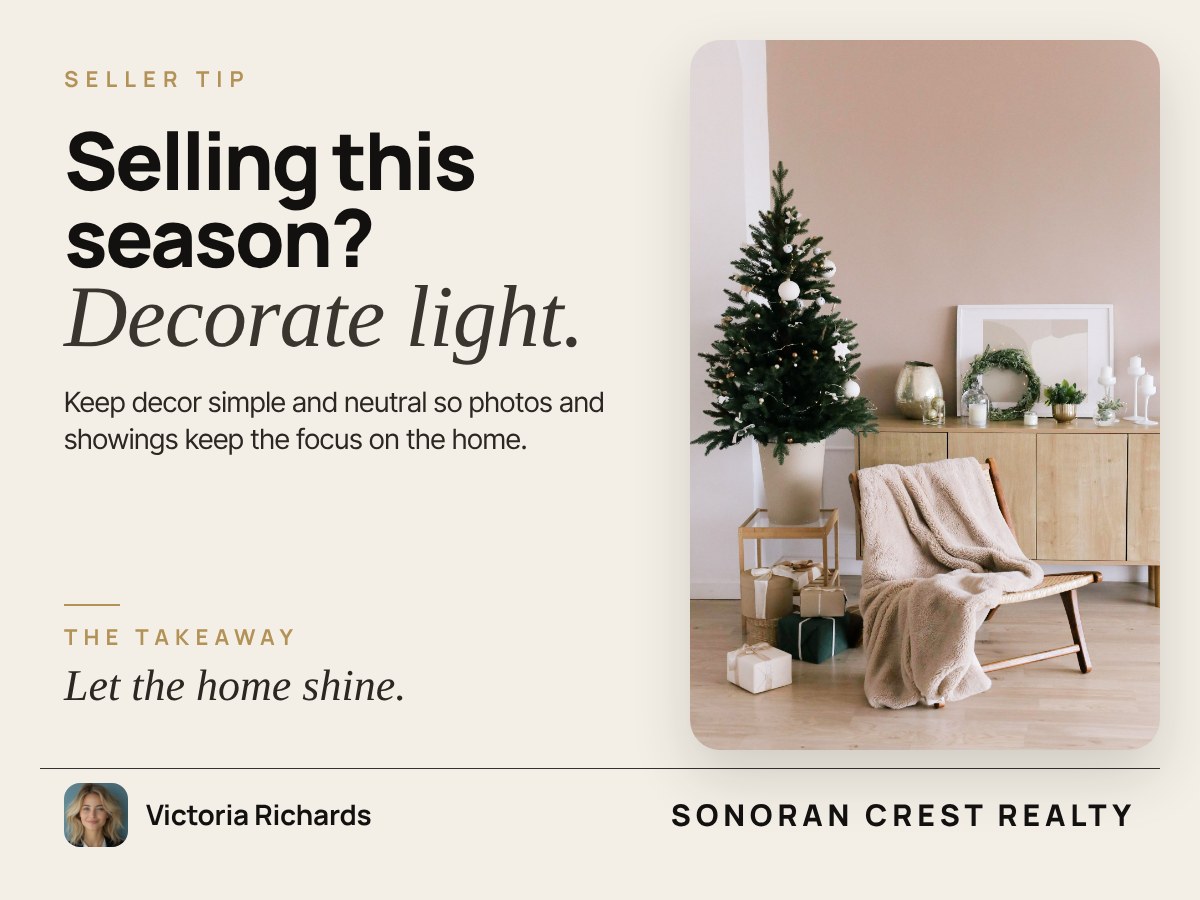 SELLER TIP
Selling this
season?
Decorate light.
Keep decor simple and neutral so photos and
showings keep the focus on the home.
THE TAKEAWAY
Let the home shine.
Victoria Richards
SONORAN CREST REALTY